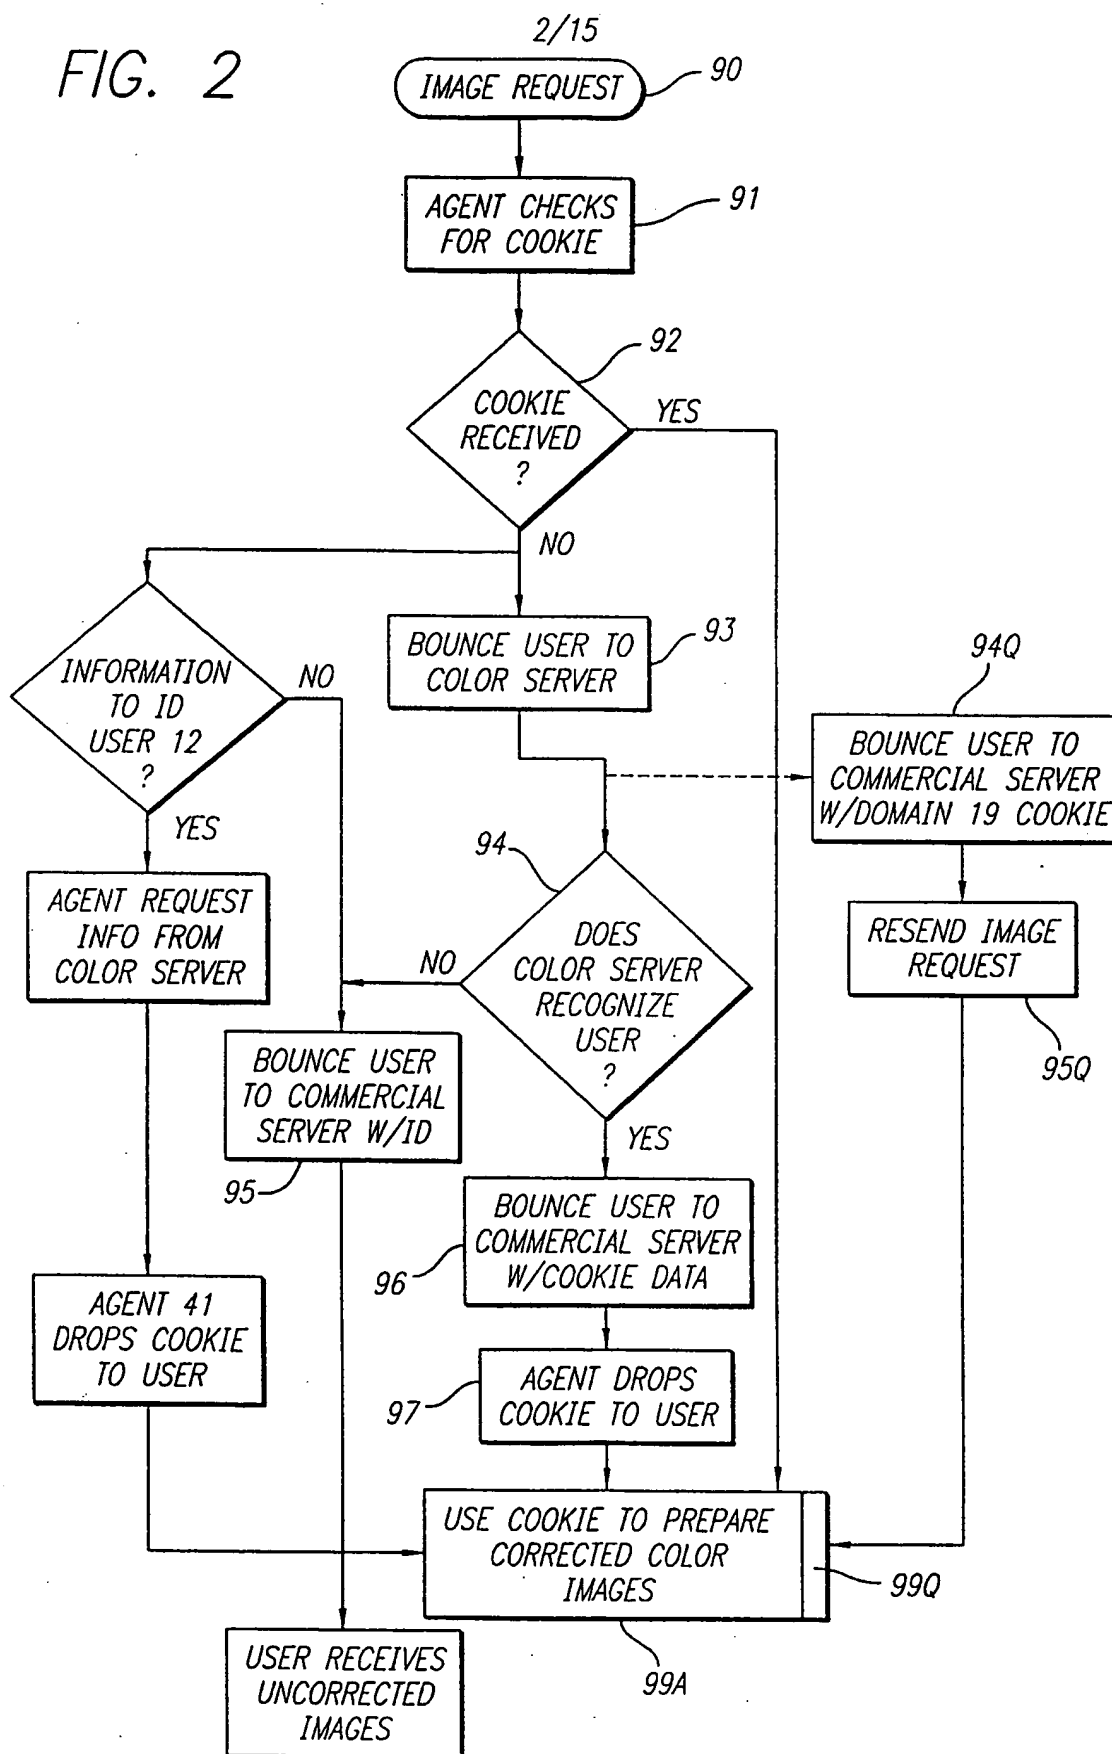 2/15
FIG. 2
IMAGE REQUEST
90
AGENT CHECKS
FOR COOKIE
91
92
COOKIE
RECEIVED
?
YES
NO
INFORMATION
TO ID
USER 12
?
NO
YES
BOUNCE USER TO
COLOR SERVER
93
94Q
BOUNCE USER TO
COMMERCIAL SERVER
W/DOMAIN 19 COOKIE
94
DOES
COLOR SERVER
RECOGNIZE
USER
?
NO
YES
AGENT REQUEST
INFO FROM
COLOR SERVER
RESEND IMAGE
REQUEST
95Q
BOUNCE USER
TO COMMERCIAL
SERVER W/ID
95
BOUNCE USER TO
COMMERCIAL SERVER
W/COOKIE DATA
96
AGENT 41
DROPS COOKIE
TO USER
AGENT DROPS
COOKIE TO USER
97
USE COOKIE TO PREPARE
CORRECTED COLOR
IMAGES
99Q
99A
USER RECEIVES
UNCORRECTED
IMAGES